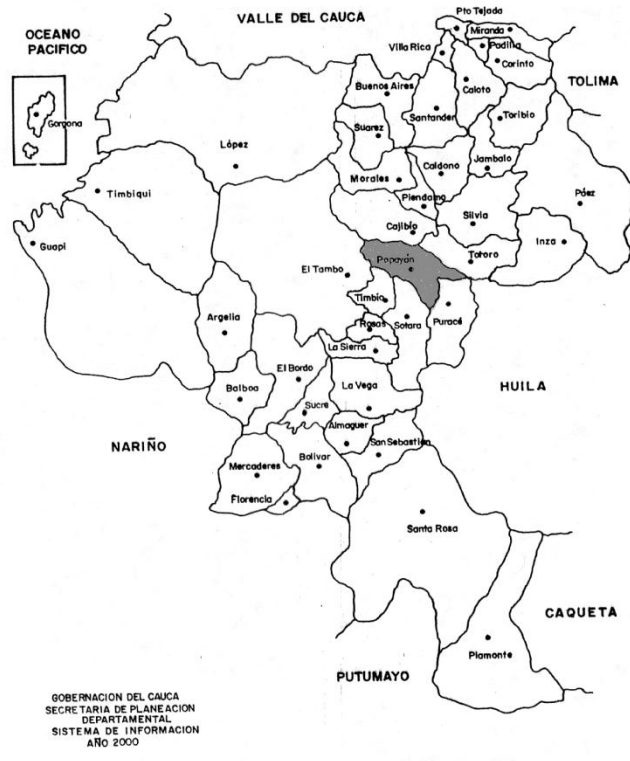 Pto Tejada
VALLE DEL CAUCA
Miranda
OCEANO
PACIFICO
Padilla
Villa Rica
Corinto
TOLIMA
Buenos Aires
Caloto
Gorgona
Santander
Toribio
Suarez
López
Caldono
Jambalo
Morales
Timbiqui
Páez
Piendamo
Silvia
Cajibío
Guapi
Inza
Totoro
Popayán
El Tambo
Timbio
Argelia
Rosas
Sotara
Puracé
La Sierra
El Bordo
Balboa
La Vega
HUILA
Sucre
Almaguer
NARIÑO
San Sebastién
Bolivar
Mercaderes
Florencia
Santa Rosa
CAQUETA
Piamonte
PUTUMAYO
GOBERNACION DEL CAUCA
SECRETARIA DE PLANEACION
DEPARTAMENTAL
SISTEMA DE INFORMACION
AÑO 2000